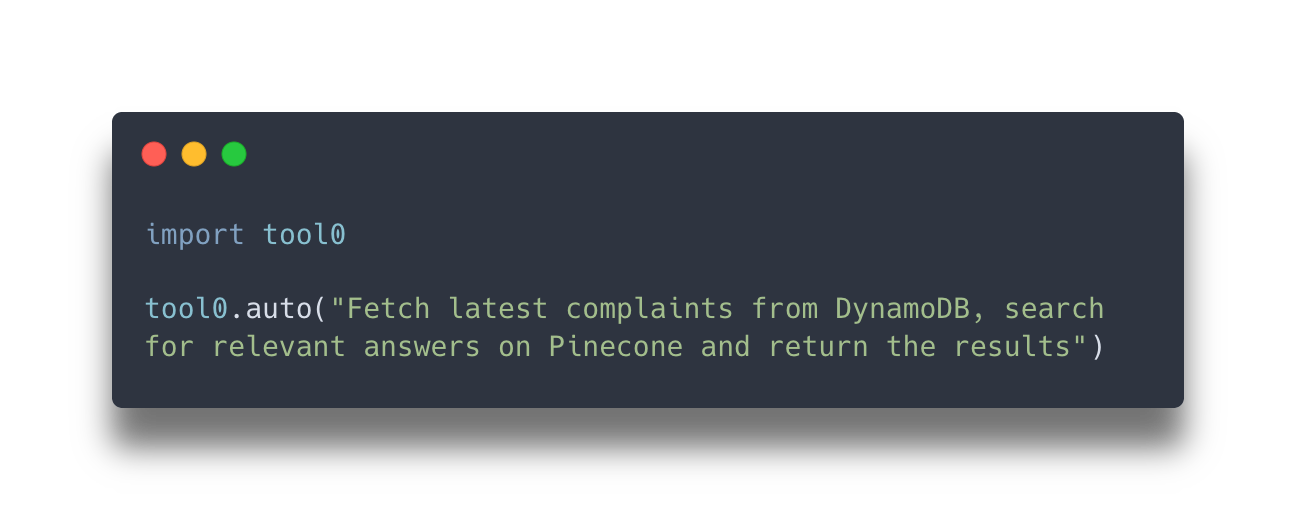 import tool0
tool0.auto("Fetch latest complaints from DynamoDB, search
for relevant answers on Pinecone and return the results")